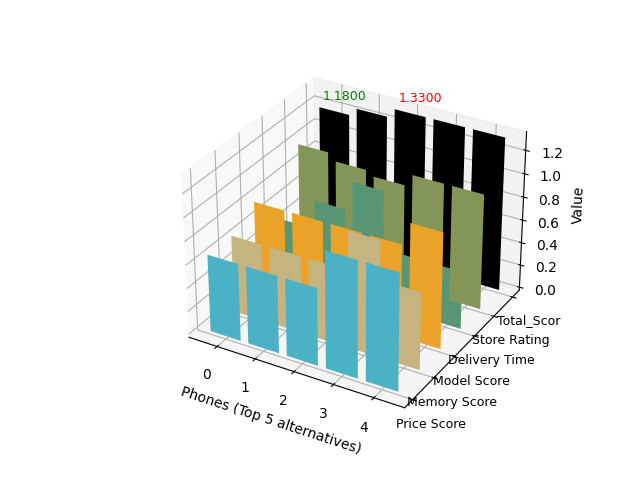 1.1800
1.3300
1.2
1.0
0.8
0.6
0.4
0.2
0.0
Value
Total_Scor
Store Rating
Delivery Time
Model Score
Memory Score
Price Score
0
1
2
3
4
Phones (Top 5 alternatives)